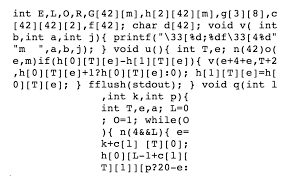 int E,L,O,R,G[42][m],h[2][42][m],g[3][8],c
[42][42][2],f[42]; char d[42]; void v( int
b,int a,int j){ printf("\33[%d;%df\33[4%d"
"m  ",a,b,j); } void u(){ int T,e; n(42)o(
e,m)if(h[0][T][e]-h[1][T][e]){ v(e+4+e,T+2
,h[0][T][e]+1?h[0][T][e]:0); h[1][T][e]=h[
0][T][e]; } fflush(stdout); } void q(int l
,int k,int p){
int T,e,a; L=0
; O=1; while(O
){ n(4&&L){ e=
k+c[l] [T][0];
h[0][L-1+c[l][
T][1]][p?20-e: